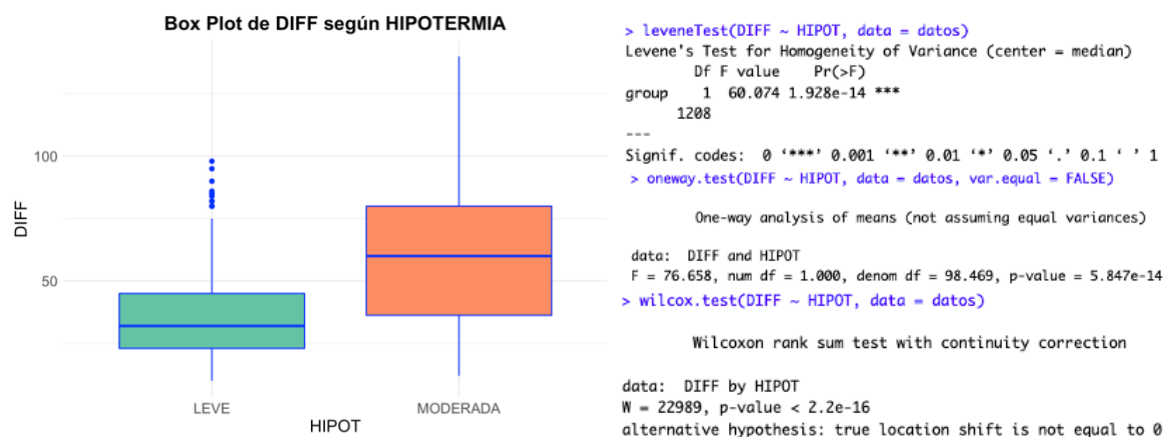 Box Plot de DIFF según HIPOTERMIA
DIFF
100
50
LEVE
MODERADA
HIPOT
> leveneTest(DIFF ~ HIPOT, data = datos)
Levene's Test for Homogeneity of Variance (center = median)
Df F value Pr(>F)
group 1 60.074 1.928e-14 ***
1208
---
Signif. codes: 0 ‘***’ 0.001 ‘**’ 0.01 ‘*’ 0.05 ‘.’ 0.1 ‘ ’ 1
> oneway.test(DIFF ~ HIPOT, data = datos, var.equal = FALSE)
One-way analysis of means (not assuming equal variances)
data: DIFF and HIPOT
F = 76.658, num df = 1.000, denom df = 98.469, p-value = 5.847e-14
> wilcox.test(DIFF ~ HIPOT, data = datos)
Wilcoxon rank sum test with continuity correction
data: DIFF by HIPOT
W = 22989, p-value < 2.2e-16
alternative hypothesis: true location shift is not equal to 0